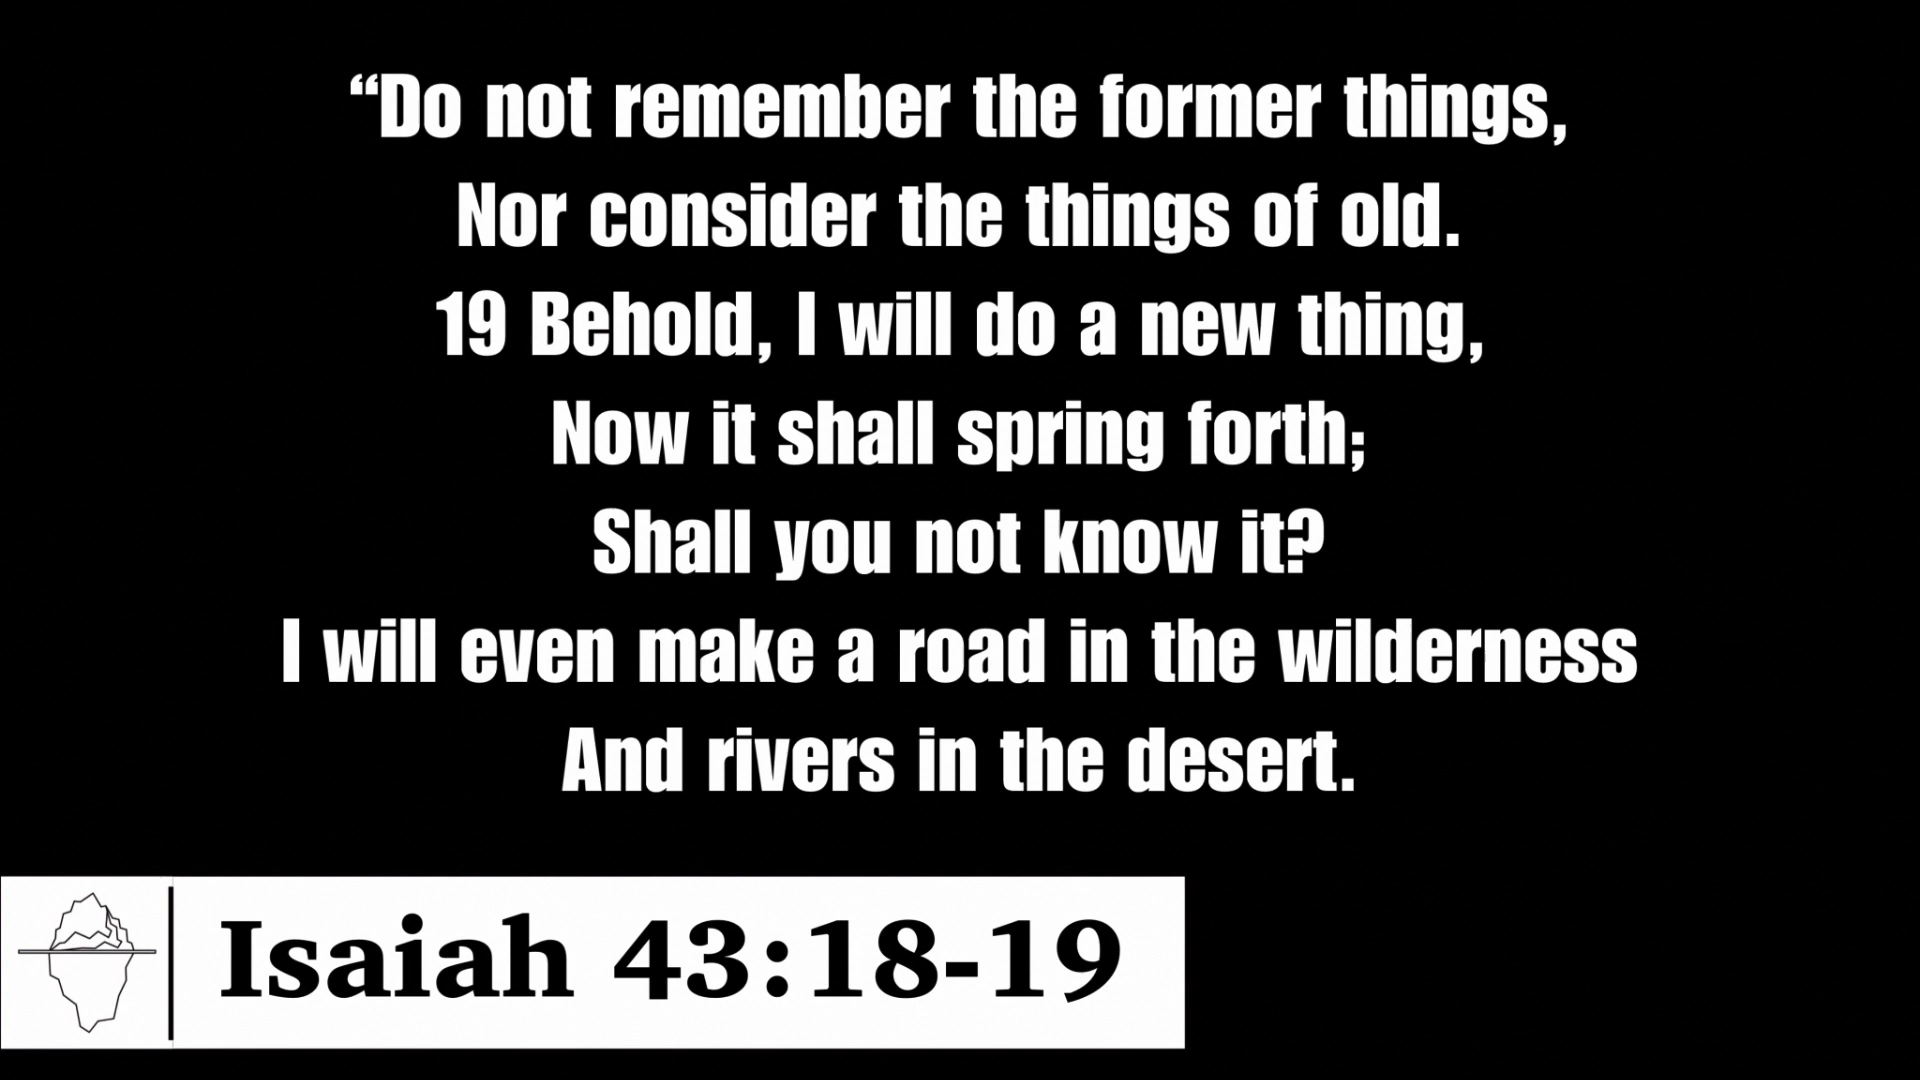 “Do not remember the former things,
Nor consider the things of old.
19 Behold, I will do a new thing,
Now it shall spring forth;
Shall you not know it?
I will even make a road in the wilderness
And rivers in the desert.
Isaiah 43:18-19